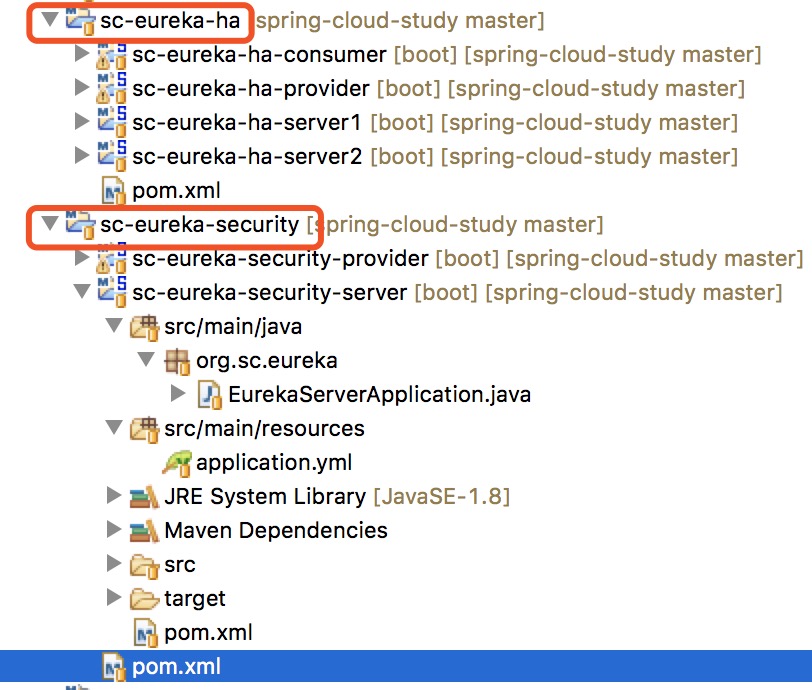 sc-eureka-ha [spring-cloud-study master]
sc-eureka-ha-consumer [boot] [spring-cloud-study master]
sc-eureka-ha-provider [boot] [spring-cloud-study master]
sc-eureka-ha-server1 [boot] [spring-cloud-study master]
sc-eureka-ha-server2 [boot] [spring-cloud-study master]
pom.xml
sc-eureka-security [spring-cloud-study master]
sc-eureka-security-provider [boot] [spring-cloud-study master]
sc-eureka-security-server [boot] [spring-cloud-study master]
src/main/java
org.sc.eureka
EurekaServerApplication.java
src/main/resources
application.yml
JRE System Library [JavaSE-1.8]
Maven Dependencies
src
target
pom.xml
pom.xml